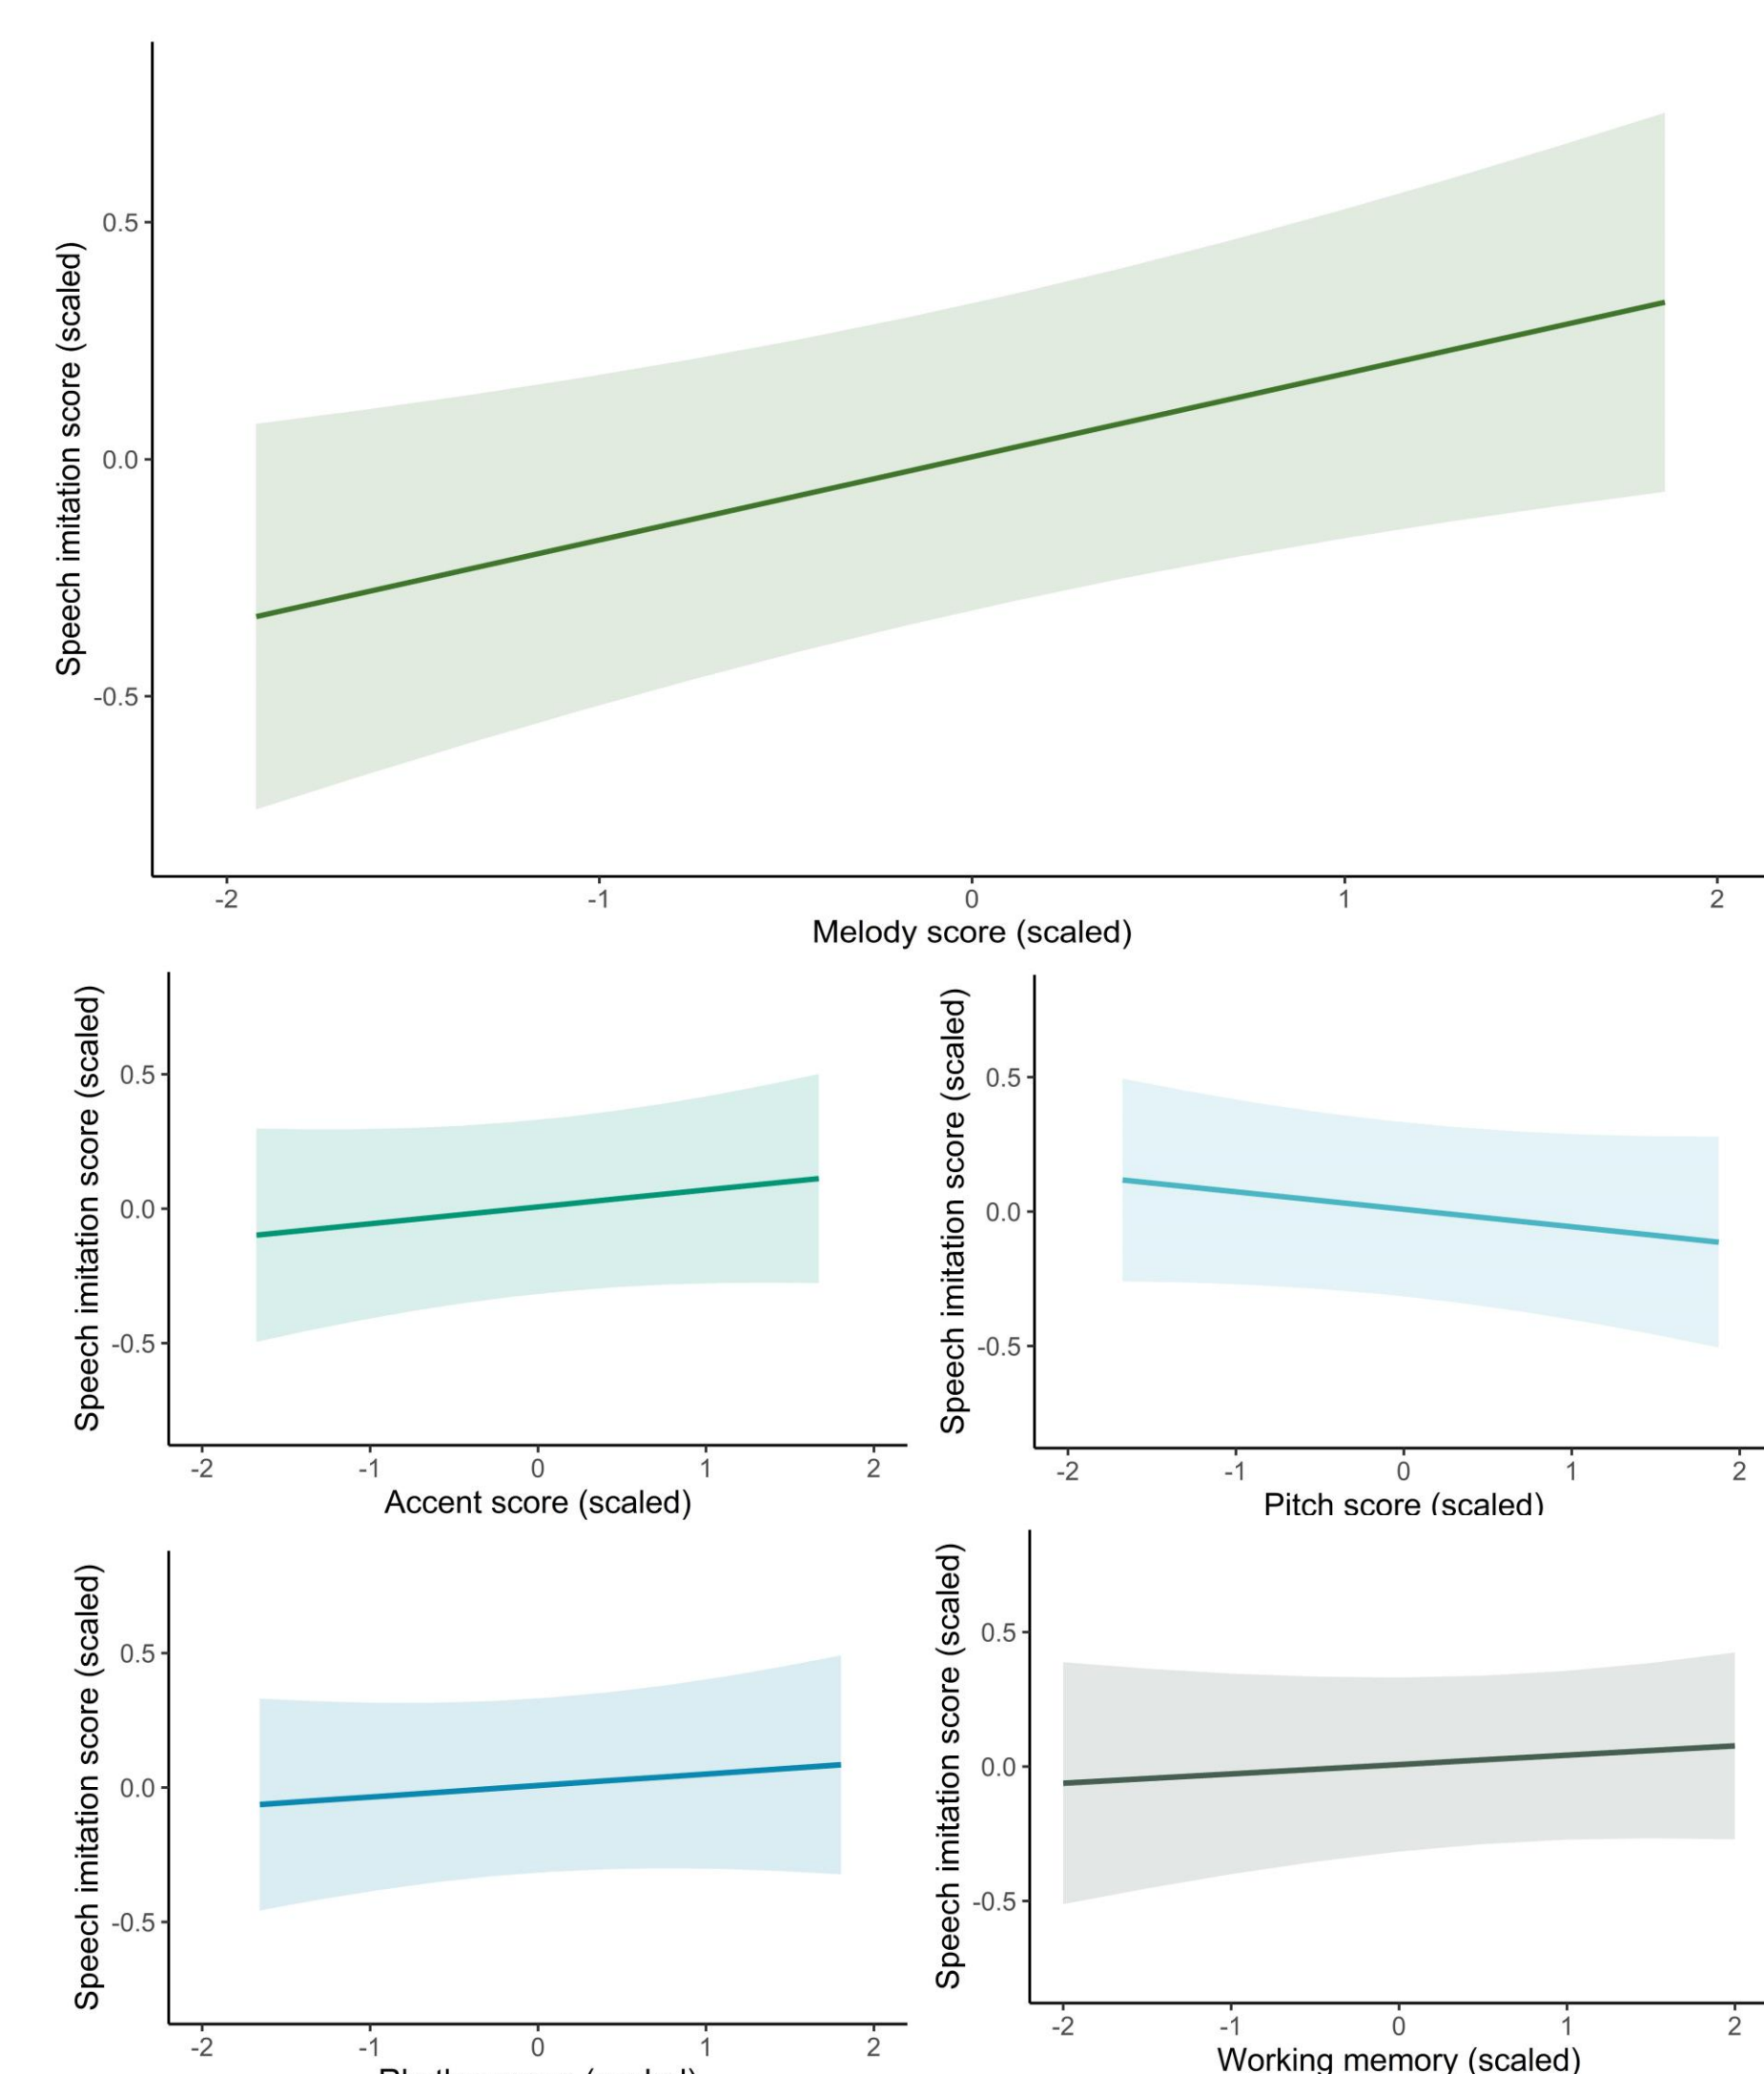 Speech imitation score (scaled)
0.5
0.0
-0.5
-2 -1 0 1 2
Melody score (scaled)
Speech imitation score (scaled)
0.5
0.0
-0.5
-2 -1 0 1 2
Accent score (scaled)
Speech imitation score (scaled)
0.5
0.0
-0.5
-2 -1 0 1 2
Pitch score (scaled)
Speech imitation score (scaled)
0.5
0.0
-0.5
-2 -1 0 1 2
Speech imitation score (scaled)
0.5
0.0
-0.5
-2 -1 0 1 2
Working memory (scaled)